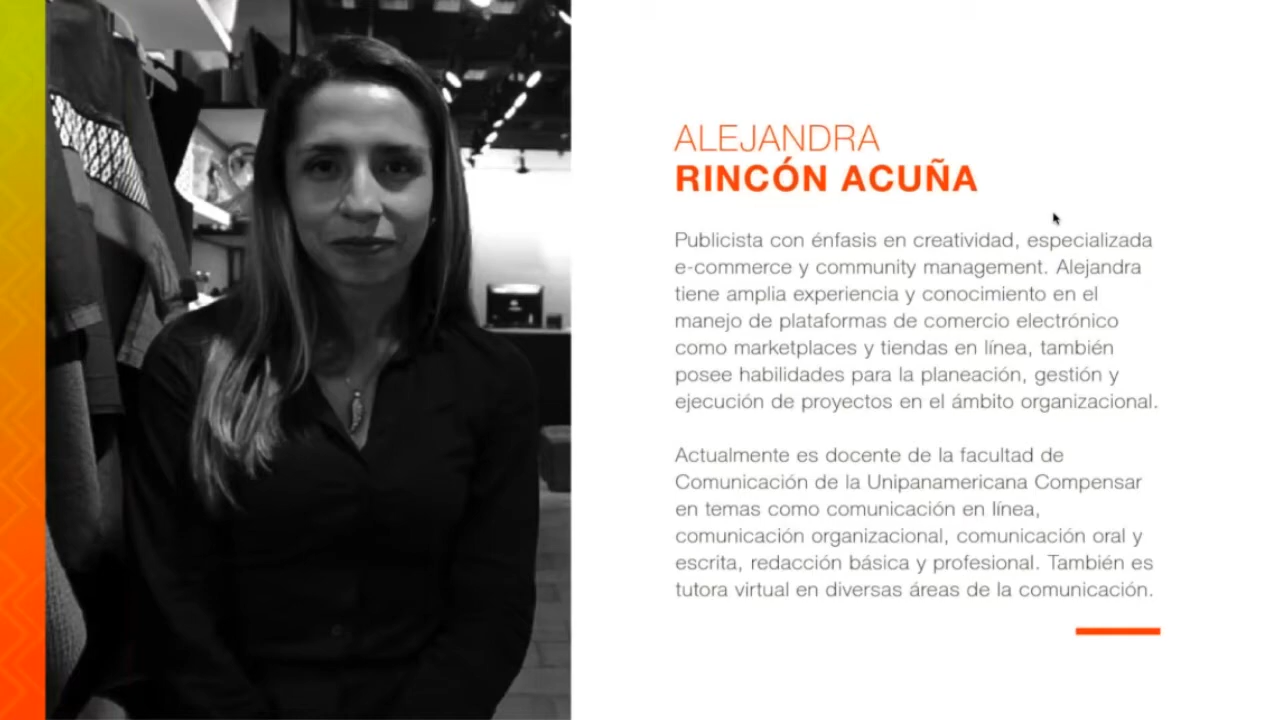 ALEJANDRA
RINCÓN ACUÑA
Publicista con énfasis en creatividad, especializada
e-commerce y community management. Alejandra
tiene amplia experiencia y conocimiento en el
manejo de plataformas de comercio electrónico
como marketplaces y tiendas en línea, también
posee habilidades para la planeación, gestión y
ejecución de proyectos en el ámbito organizacional.
Actualmente es docente de la facultad de
Comunicación de la Unipanamericana Compensar
en temas como comunicación en línea,
comunicación organizacional, comunicación oral y
escrita, redacción básica y profesional. También es
tutora virtual en diversas áreas de la comunicación.